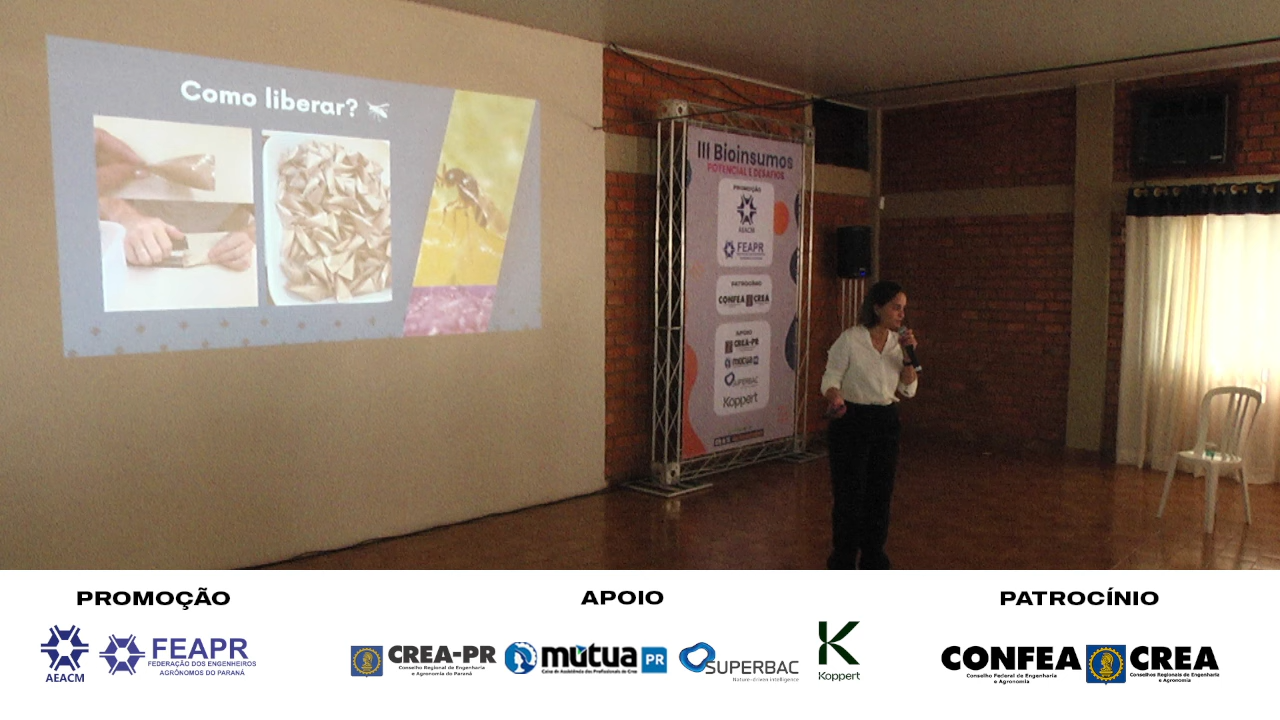 Como liberar?
III Bioinsumos
POTENCIAL E DESAFIOS
PROMOÇÃO
AEACM
FEAPR
PATROCÍNIO
CONFEA CREA
APOIO
CREA-PR
mútua PR
SUPERBAC
Koppert
PROMOÇÃO
APOIO
PATROCÍNIO
AEACM
FEAPR
FEDERAÇÃO DOS ENGENHEIROS
AGRÔNOMOS DO PARANÁ
CREA-PR
Conselho Regional de Engenharia
e Agronomia do Paraná
mútua PR
Caixa de Assistência dos Profissionais do Crea
SUPERBAC
Nature-driven intelligence
Koppert
CONFEA
Conselho Federal de Engenharia
e Agronomia
CREA
Conselhos Regionais de Engenharia
e Agronomia